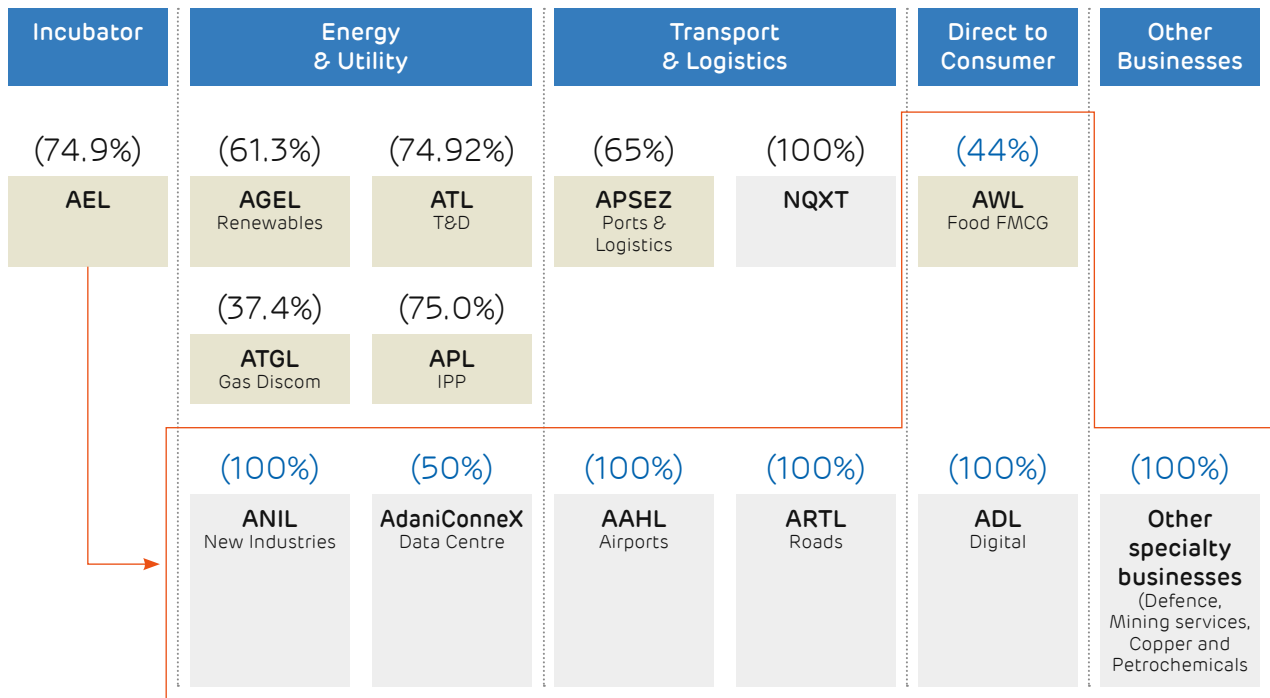 Incubator
Energy
& Utility
Transport
& Logistics
Direct to
Consumer
Other
Businesses
(74.9%)
AEL
(61.3%)
AGEL
Renewables
(74.92%)
ATL
T&D
(65%)
APSEZ
Ports &
Logistics
(100%)
NQXT
(44%)
AWL
Food FMCG
(37.4%)
ATGL
Gas Discom
(75.0%)
APL
IPP
(100%)
ANIL
New Industries
(50%)
AdaniConneX
Data Centre
(100%)
AAHL
Airports
(100%)
ARTL
Roads
(100%)
ADL
Digital
(100%)
Other
specialty
businesses
(Defence,
Mining services,
Copper and
Petrochemicals